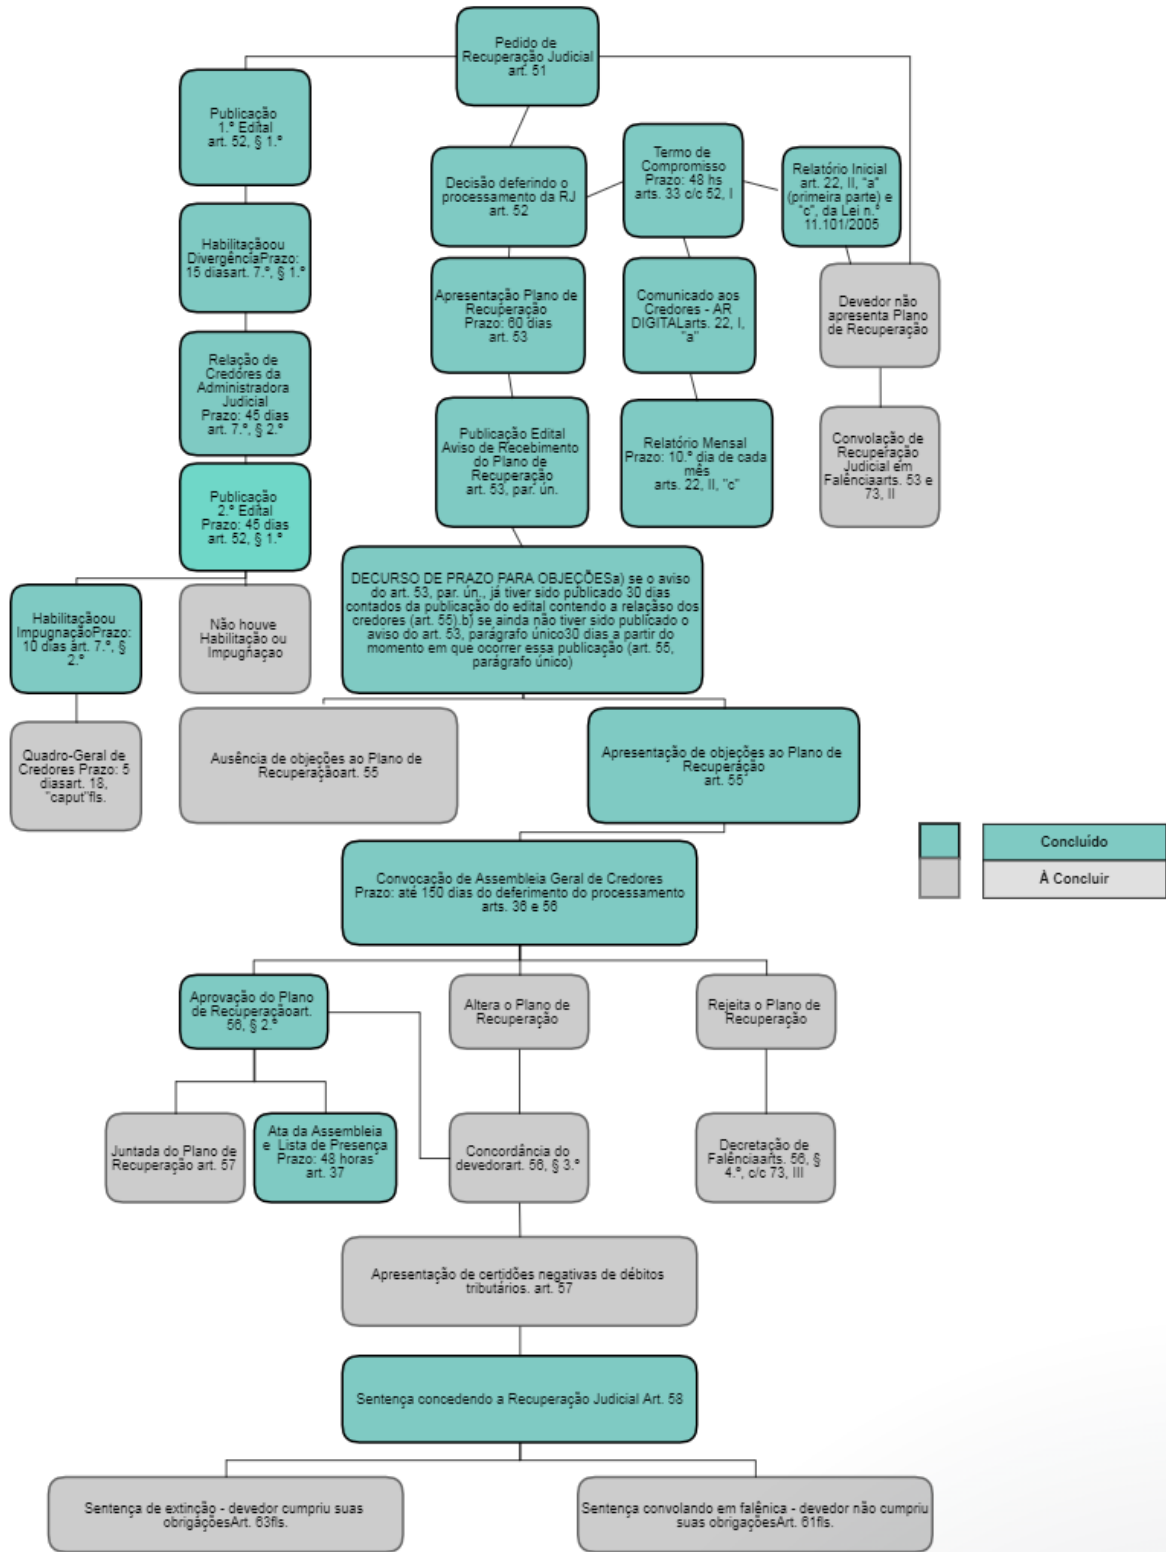 Pedido de
Recuperação Judicial
art. 51
Publicação
1.º Edital
art. 52, § 1.º
Decisão deferindo o
processamento da RJ
art. 52
Termo de
Compromisso
Prazo: 48 hs
arts. 33 c/c 52, I
Relatório Inicial
art. 22, II, "a"
(primeira parte) e
"c", da Lei n.º
11.101/2005
Habilitaçãoou
DivergênciaPrazo:
15 diasart. 7.º, § 1.º
Apresentação Plano de
Recuperação
Prazo: 60 dias
art. 53
Comunicado aos
Credores - AR
DIGITALarts. 22, I,
"a"
Devedor não
apresenta Plano
de Recuperação
Relação de
Credores da
Administradora
Judicial
Prazo: 45 dias
art. 7.º, § 2.º
Publicação Edital
Aviso de Recebimento
do Plano de
Recuperação
art. 53, par. ún.
Relatório Mensal
Prazo: 10.º dia de cada
mês
arts. 22, II, "c"
Convolação de
Recuperação
Judicial em
Falênciaarts. 53 e
73, II
Publicação
2.º Edital
Prazo: 45 dias
art. 52, § 1.º
DECURSO DE PRAZO PARA OBJEÇÕESa) se o aviso
do art. 53, par. ún., já tiver sido publicado 30 dias
contados da publicação do edital contendo a relaçãso dos
credores (art. 55).b) se ainda não tiver sido publicado o
aviso do art. 53, parágrafo único30 dias a partir do
momento em que ocorrer essa publicação (art. 55,
parágrafo único)
Habilitaçãoou
ImpugnaçãoPrazo:
10 dias art. 7.º, §
2.º
Não houve
Habilitação ou
Impugnaçao
Quadro-Geral de
Credores Prazo: 5
diasart. 18,
"caput"fls.
Ausência de objeções ao Plano de
Recuperaçãoart. 55
Apresentação de objeções ao Plano de
Recuperação
art. 55
Concluído
À Concluir
Convocação de Assembleia Geral de Credores
Prazo: até 150 dias do deferimento do processamento
arts. 36 e 56
Aprovação do Plano
de Recuperaçãoart.
56, § 2.º
Altera o Plano de
Recuperação
Rejeita o Plano de
Recuperação
Juntada do Plano de
Recuperação art. 57
Ata da Assembleia
e Lista de Presença
Prazo: 48 horas
art. 37
Concordância do
devedorart. 56, § 3.º
Decretação de
Falênciaarts. 56, §
4.º, c/c 73, III
Apresentação de certidões negativas de débitos
tributários. art. 57
Sentença concedendo a Recuperação Judicial Art. 58
Sentença de extinção - devedor cumpriu suas
obrigaçõesArt. 63fls.
Sentença convolando em falênica - devedor não cumpriu
suas obrigaçõesArt. 61fls.